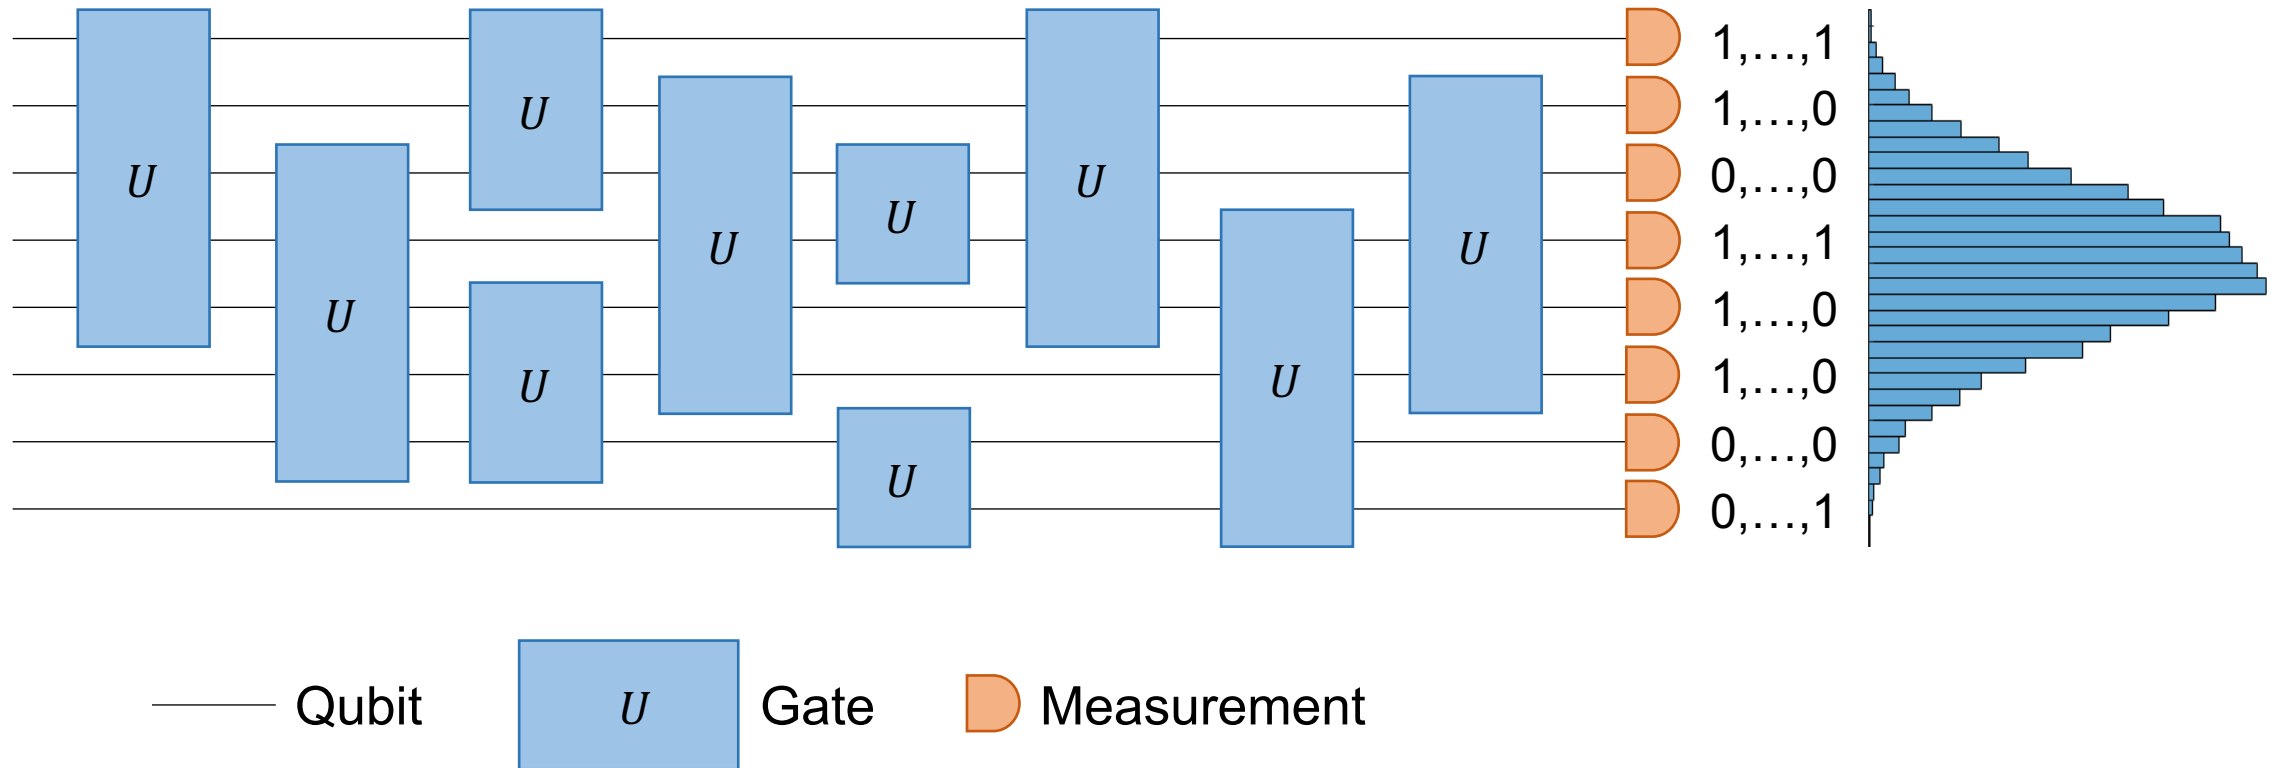 U
U
U
U
U
U
U
U
U
U
1,…,1
1,…,0
0,…,0
1,…,1
1,…,0
1,…,0
0,…,0
0,…,1
Qubit
U
Gate
Measurement